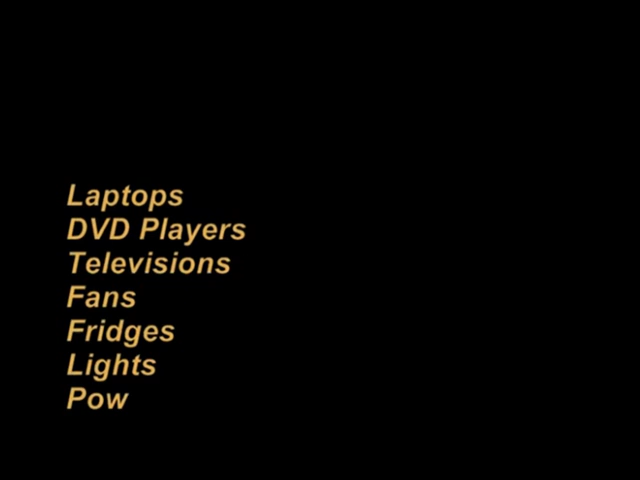 Laptops
DVD Players
Televisions
Fans
Fridges
Lights
Pow